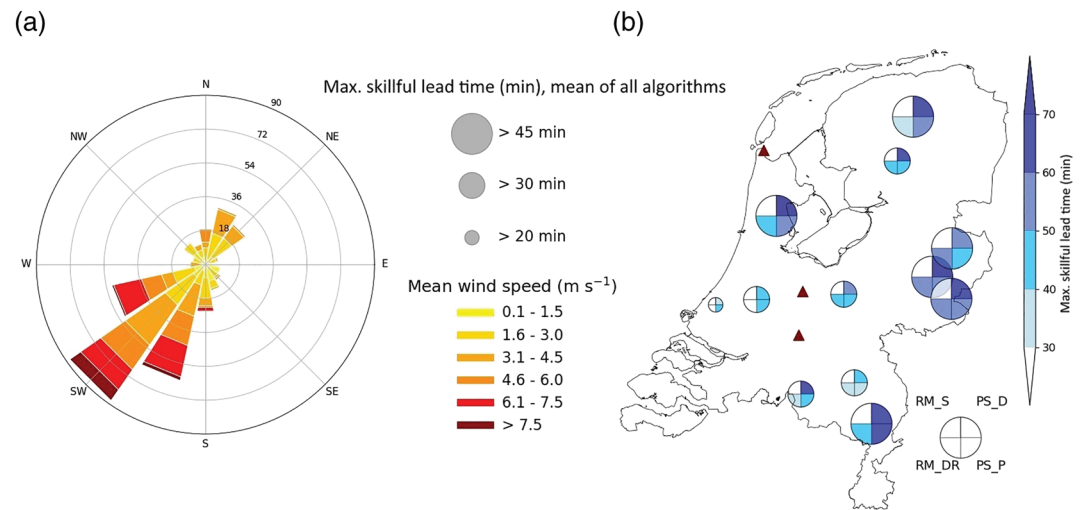 (a)
(b)
N
NE
E
SE
S
SW
W
NW
18
36
54
72
90
Max. skillful lead time (min), mean of all algorithms
> 45 min
> 30 min
> 20 min
Mean wind speed (m s⁻¹)
0.1 - 1.5
1.6 - 3.0
3.1 - 4.5
4.6 - 6.0
6.1 - 7.5
> 7.5
70
60
50
40
30
Max. skillful lead time (min)
RM_S PS_D
RM_DR PS_P